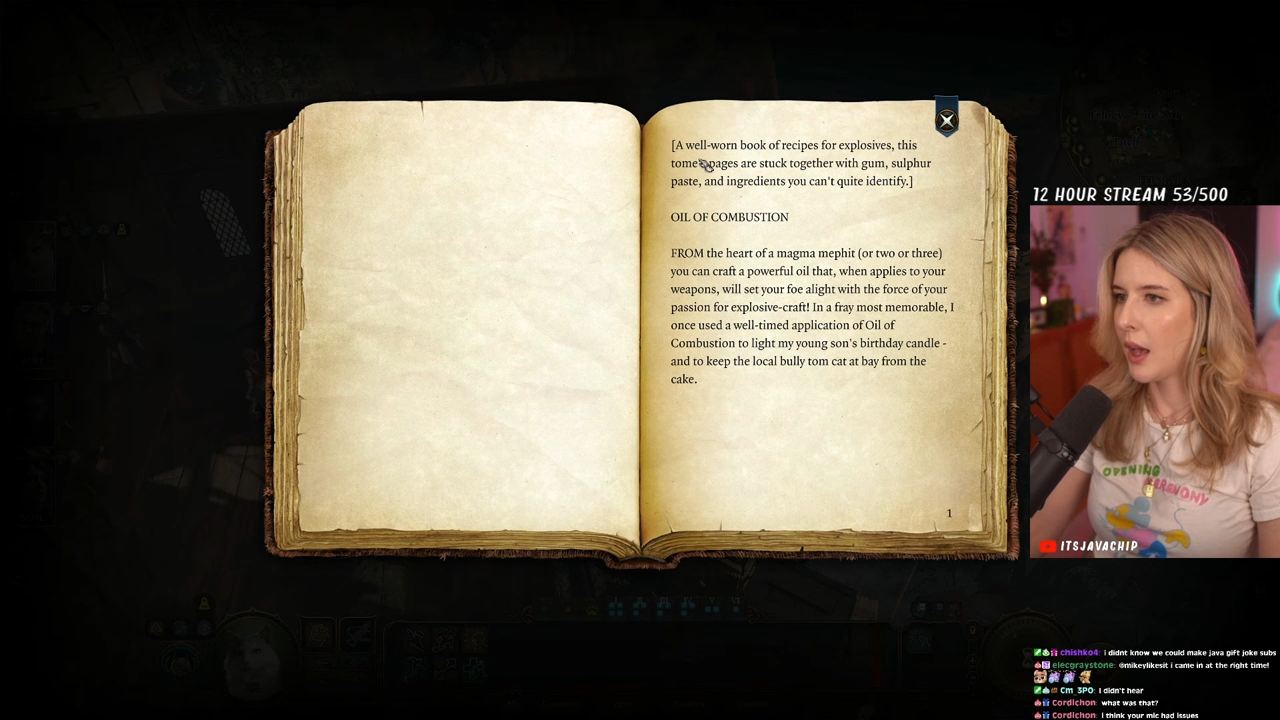 [A well-worn book of recipes for explosives, this
pages are stuck together with gum, sulphur
paste, and ingredients you can't quite identify.]
OIL OF COMBUSTION
FROM the heart of a magma mephit (or two or three)
you can craft a powerful oil that, when applies to your
weapons, will set your foe alight with the force of your
passion for explosive-craft! In a fray most memorable, I
once used a well-timed application of Oil of
Combustion to light my young son's birthday candle -
and to keep the local bully tom cat at bay from the
cake.
1
12 HOUR STREAM 53/500
OPENING
CEREMONY
ITSJAVACHIP
chishko4: i didnt know we could make java gift joke subs
elecgraystone: @mikeylikesit i came in at the right time!
Cm_3PO: I didn't hear
Cordichon: what was that?
Cordichon: I think your mic had issues